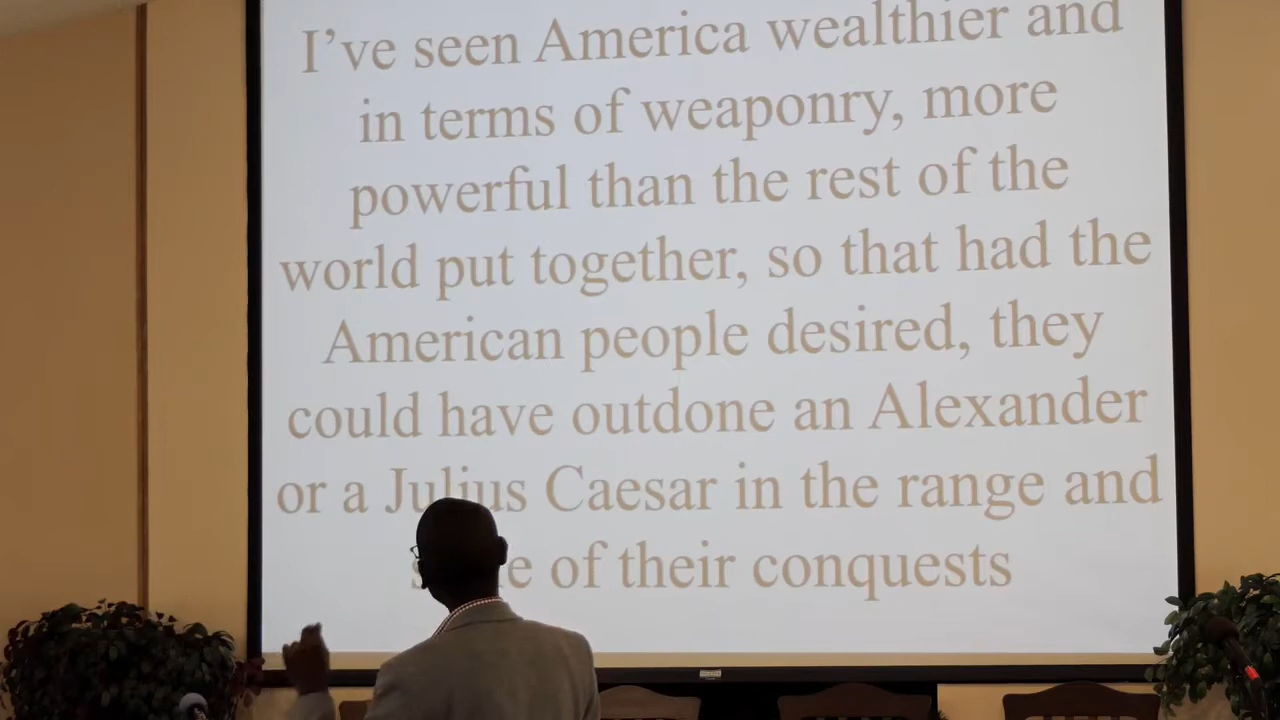 I've seen America wealthier and
in terms of weaponry, more
powerful than the rest of the
world put together, so that had the
American people desired, they
could have outdone an Alexander
or a Julius Caesar in the range and
of their conquests